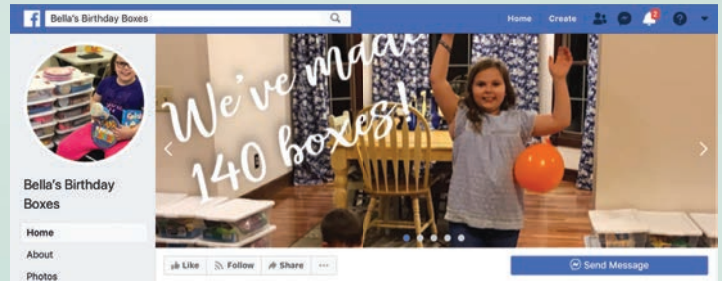 f Bella's Birthday Boxes Home Create 2 ?
We've made
140 boxes!
Bella's Birthday
Boxes
Home
About
Photos
Like Follow Share ...
Send Message